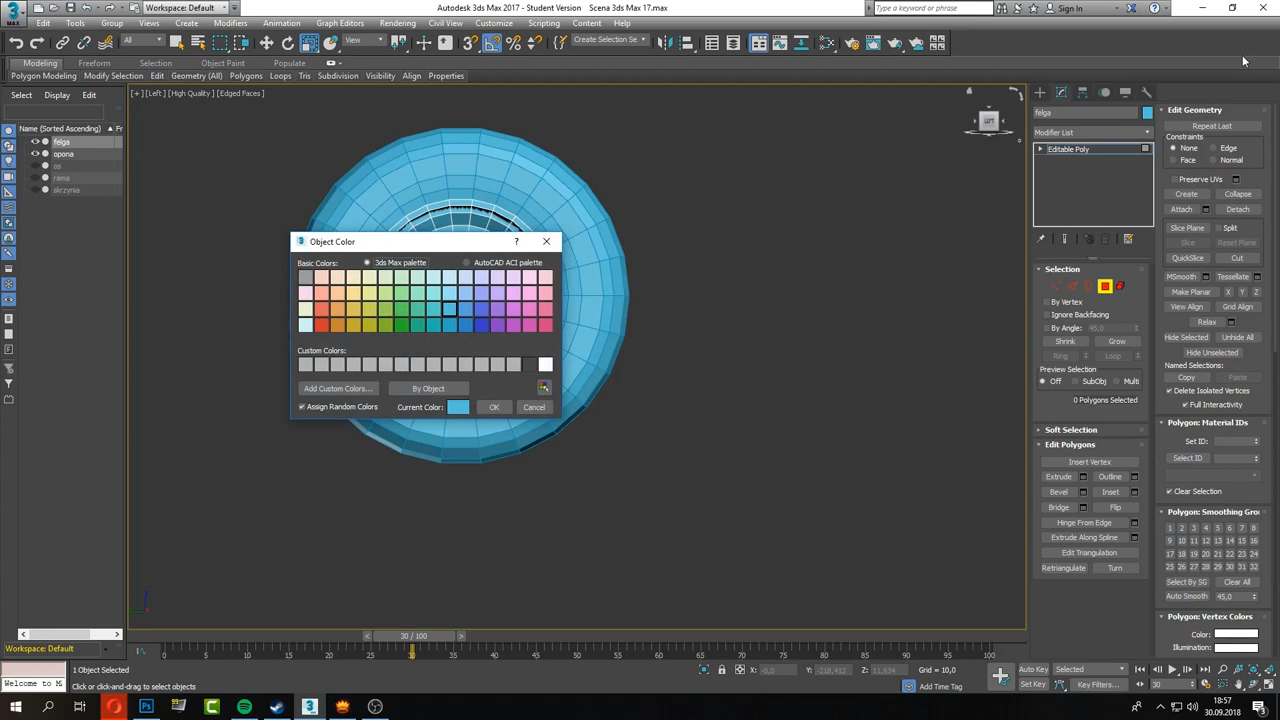 3 MAX
Workspace: Default
Autodesk 3ds Max 2017 - Student Version    Scena 3ds Max 17.max
Type a keyword or phrase
Sign In
Edit Tools Group Views Create Modifiers Animation Graph Editors Rendering Civil View Customize Scripting Content Help
All
View
Create Selection Se
Modeling Freeform Selection Object Paint Populate
Polygon Modeling Modify Selection Edit Geometry (All) Polygons Loops Tris Subdivision Visibility Align Properties
Select Display Edit
Name (Sorted Ascending) ▲ Fr
felga
opona
os
rama
skrzynia
[+] [Left] [High Quality] [Edged Faces]
LEFT
Object Color ?
Basic Colors: 3ds Max palette AutoCAD ACI palette
Custom Colors:
Add Custom Colors... By Object
Assign Random Colors Current Color: OK Cancel
felga
Modifier List
Editable Poly
Selection
By Vertex
Ignore Backfacing
By Angle: 45,0
Shrink Grow
Ring Loop
Preview Selection
Off SubObj Multi
0 Polygons Selected
Soft Selection
Edit Polygons
Insert Vertex
Extrude Outline
Bevel Inset
Bridge Flip
Hinge From Edge
Extrude Along Spline
Edit Triangulation
Retriangulate Turn
Edit Geometry
Repeat Last
Constraints
None Edge
Face Normal
Preserve UVs
Create Collapse
Attach Detach
Slice Plane Split
Slice Reset Plane
QuickSlice Cut
MSmooth Tessellate
Make Planar X Y Z
View Align Grid Align
Relax
Hide Selected Unhide All
Hide Unselected
Named Selections:
Copy Paste
Delete Isolated Vertices
Full Interactivity
Polygon: Material IDs
Set ID:
Select ID
Clear Selection
Polygon: Smoothing Gro
1 2 3 4 5 6 7 8
9 10 11 12 13 14 15 16
17 18 19 20 21 22 23 24
25 26 27 28 29 30 31 32
Select By SG Clear All
Auto Smooth 45,0
Polygon: Vertex Colors
Color:
Illumination:
< 30 / 100 >
0 5 10 15 20 25 30 35 40 45 50 55 60 65 70 75 80 85 90 95 100
Workspace: Default
Welcome to M
1 Object Selected
Click or click-and-drag to select objects
X: -0,0 Y: -218,412 Z: 11,934 Grid = 10,0
Add Time Tag
Auto Key Selected
Set Key Key Filters...
30
18:57
30.09.2018